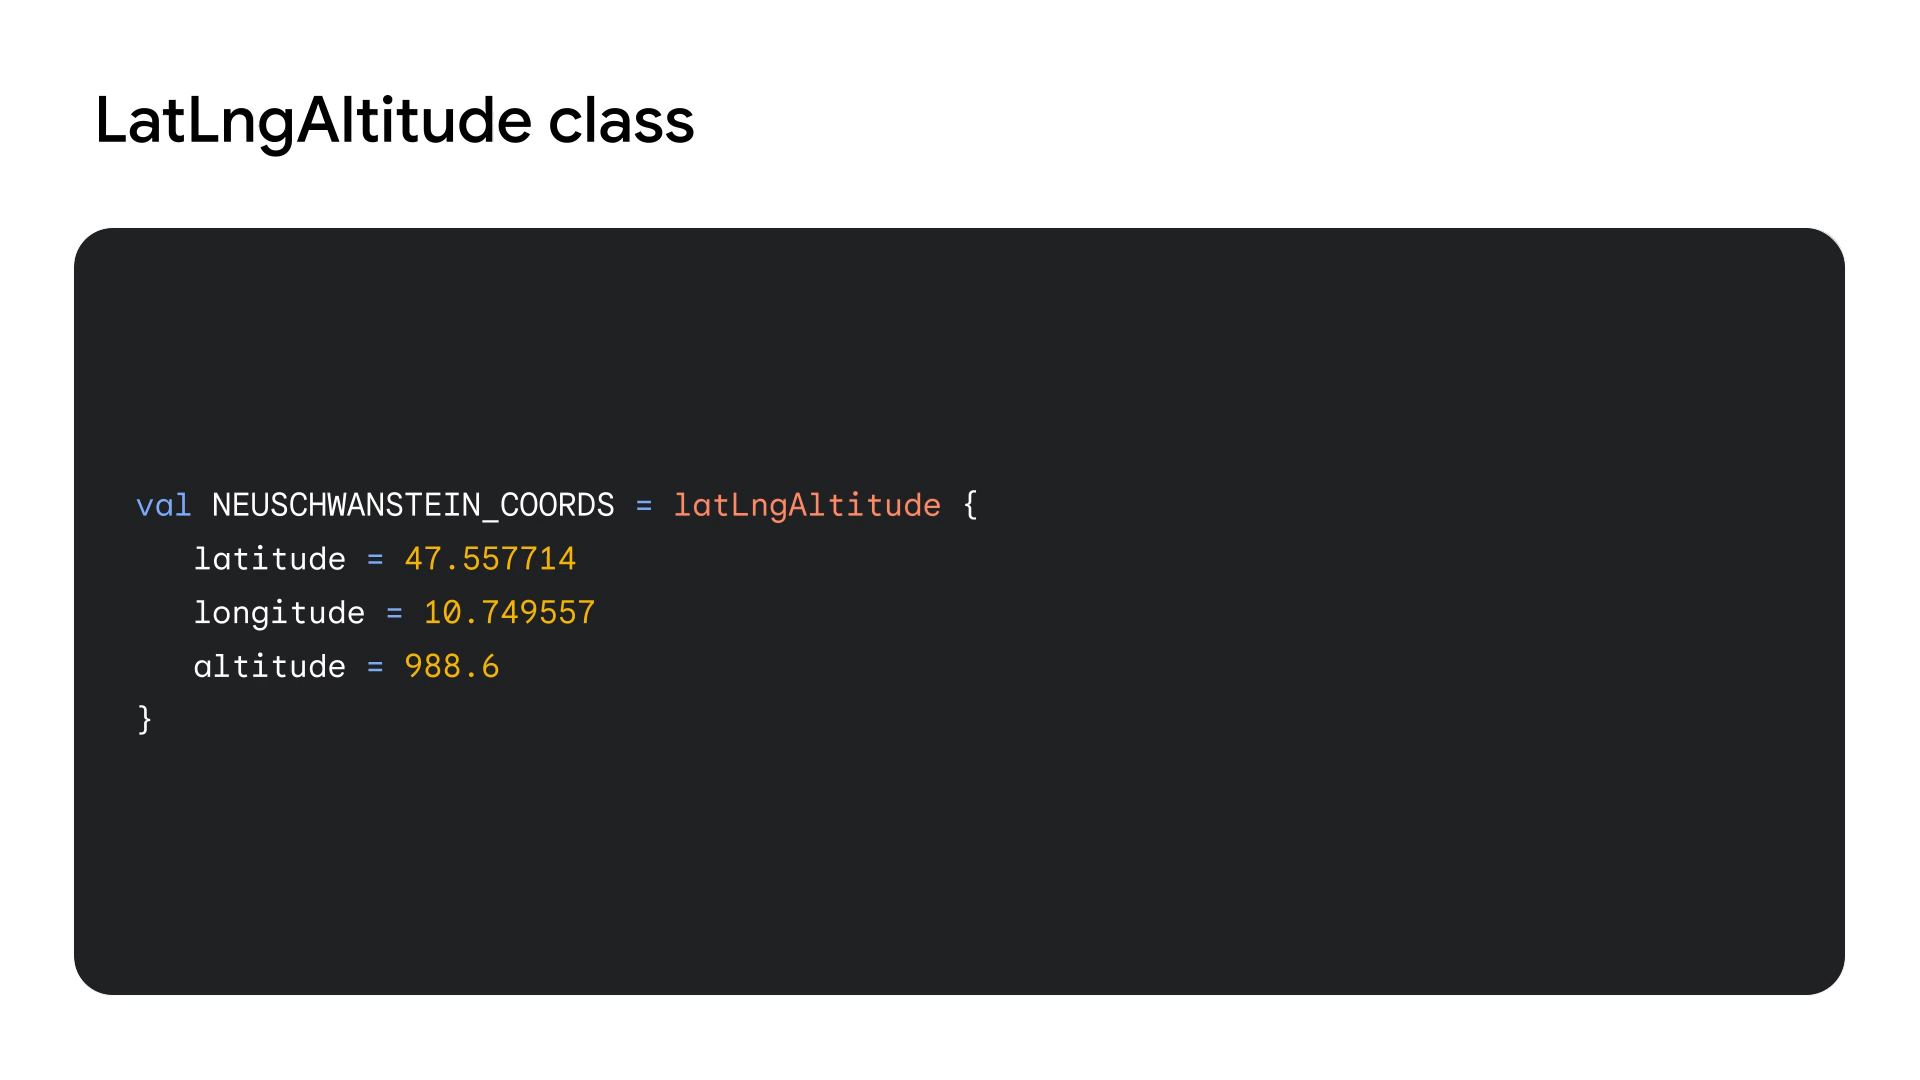 LatLngAltitude class
val NEUSCHWANSTEIN_COORDS = latLngAltitude {
   latitude = 47.557714
   longitude = 10.749557
   altitude = 988.6
}